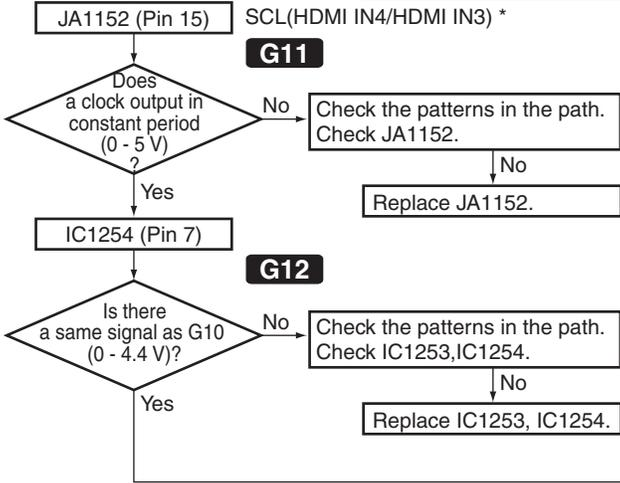 JA1152 (Pin 15)
SCL(HDMI IN4/HDMI IN3) *
G11
Does
a clock output in
constant period
(0 - 5 V)
?
No
Check the patterns in the path.
Check JA1152.
No
Replace JA1152.
Yes
IC1254 (Pin 7)
G12
Is there
a same signal as G10
(0 - 4.4 V)?
No
Check the patterns in the path.
Check IC1253,IC1254.
No
Replace IC1253, IC1254.
Yes